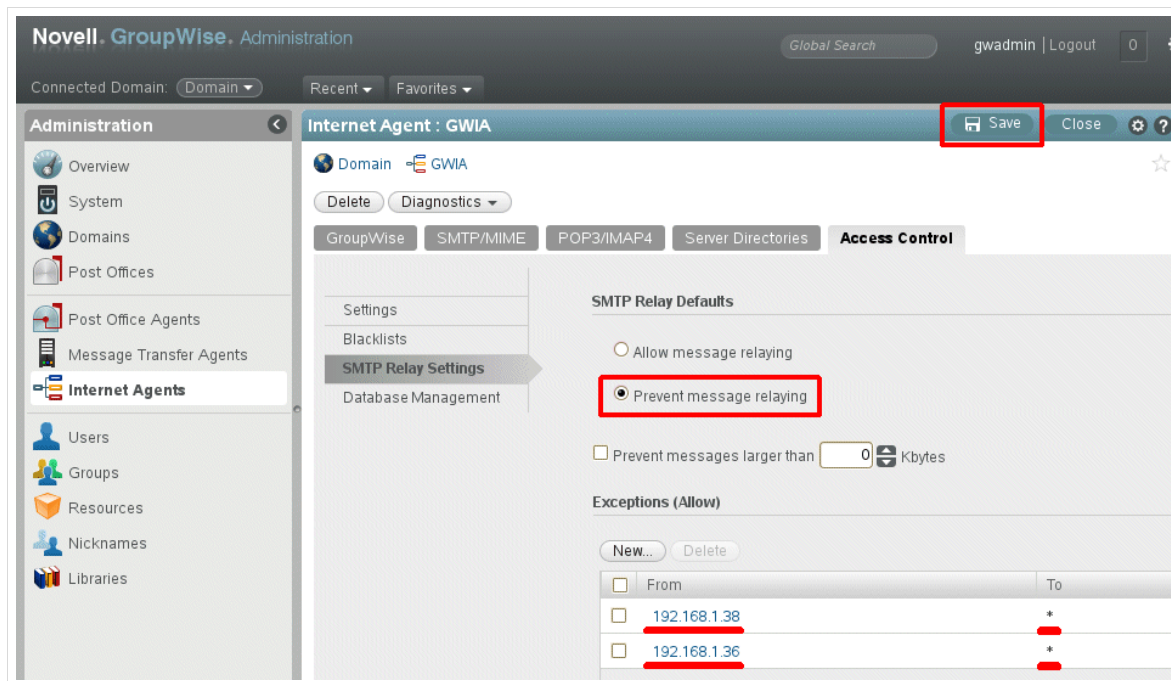 Novell. GroupWise. Administration
Global Search
gwadmin | Logout
0
Connected Domain: Domain
Recent
Favorites
Administration
Internet Agent : GWIA
Save
Close
?
Overview
System
Domains
Post Offices
Post Office Agents
Message Transfer Agents
Internet Agents
Users
Groups
Resources
Nicknames
Libraries
Domain
GWIA
Delete
Diagnostics
GroupWise
SMTP/MIME
POP3/IMAP4
Server Directories
Access Control
Settings
Blacklists
SMTP Relay Settings
Database Management
SMTP Relay Defaults
Allow message relaying
Prevent message relaying
Prevent messages larger than 0 Kbytes
Exceptions (Allow)
New... Delete
From To
192.168.1.38 *
192.168.1.36 *